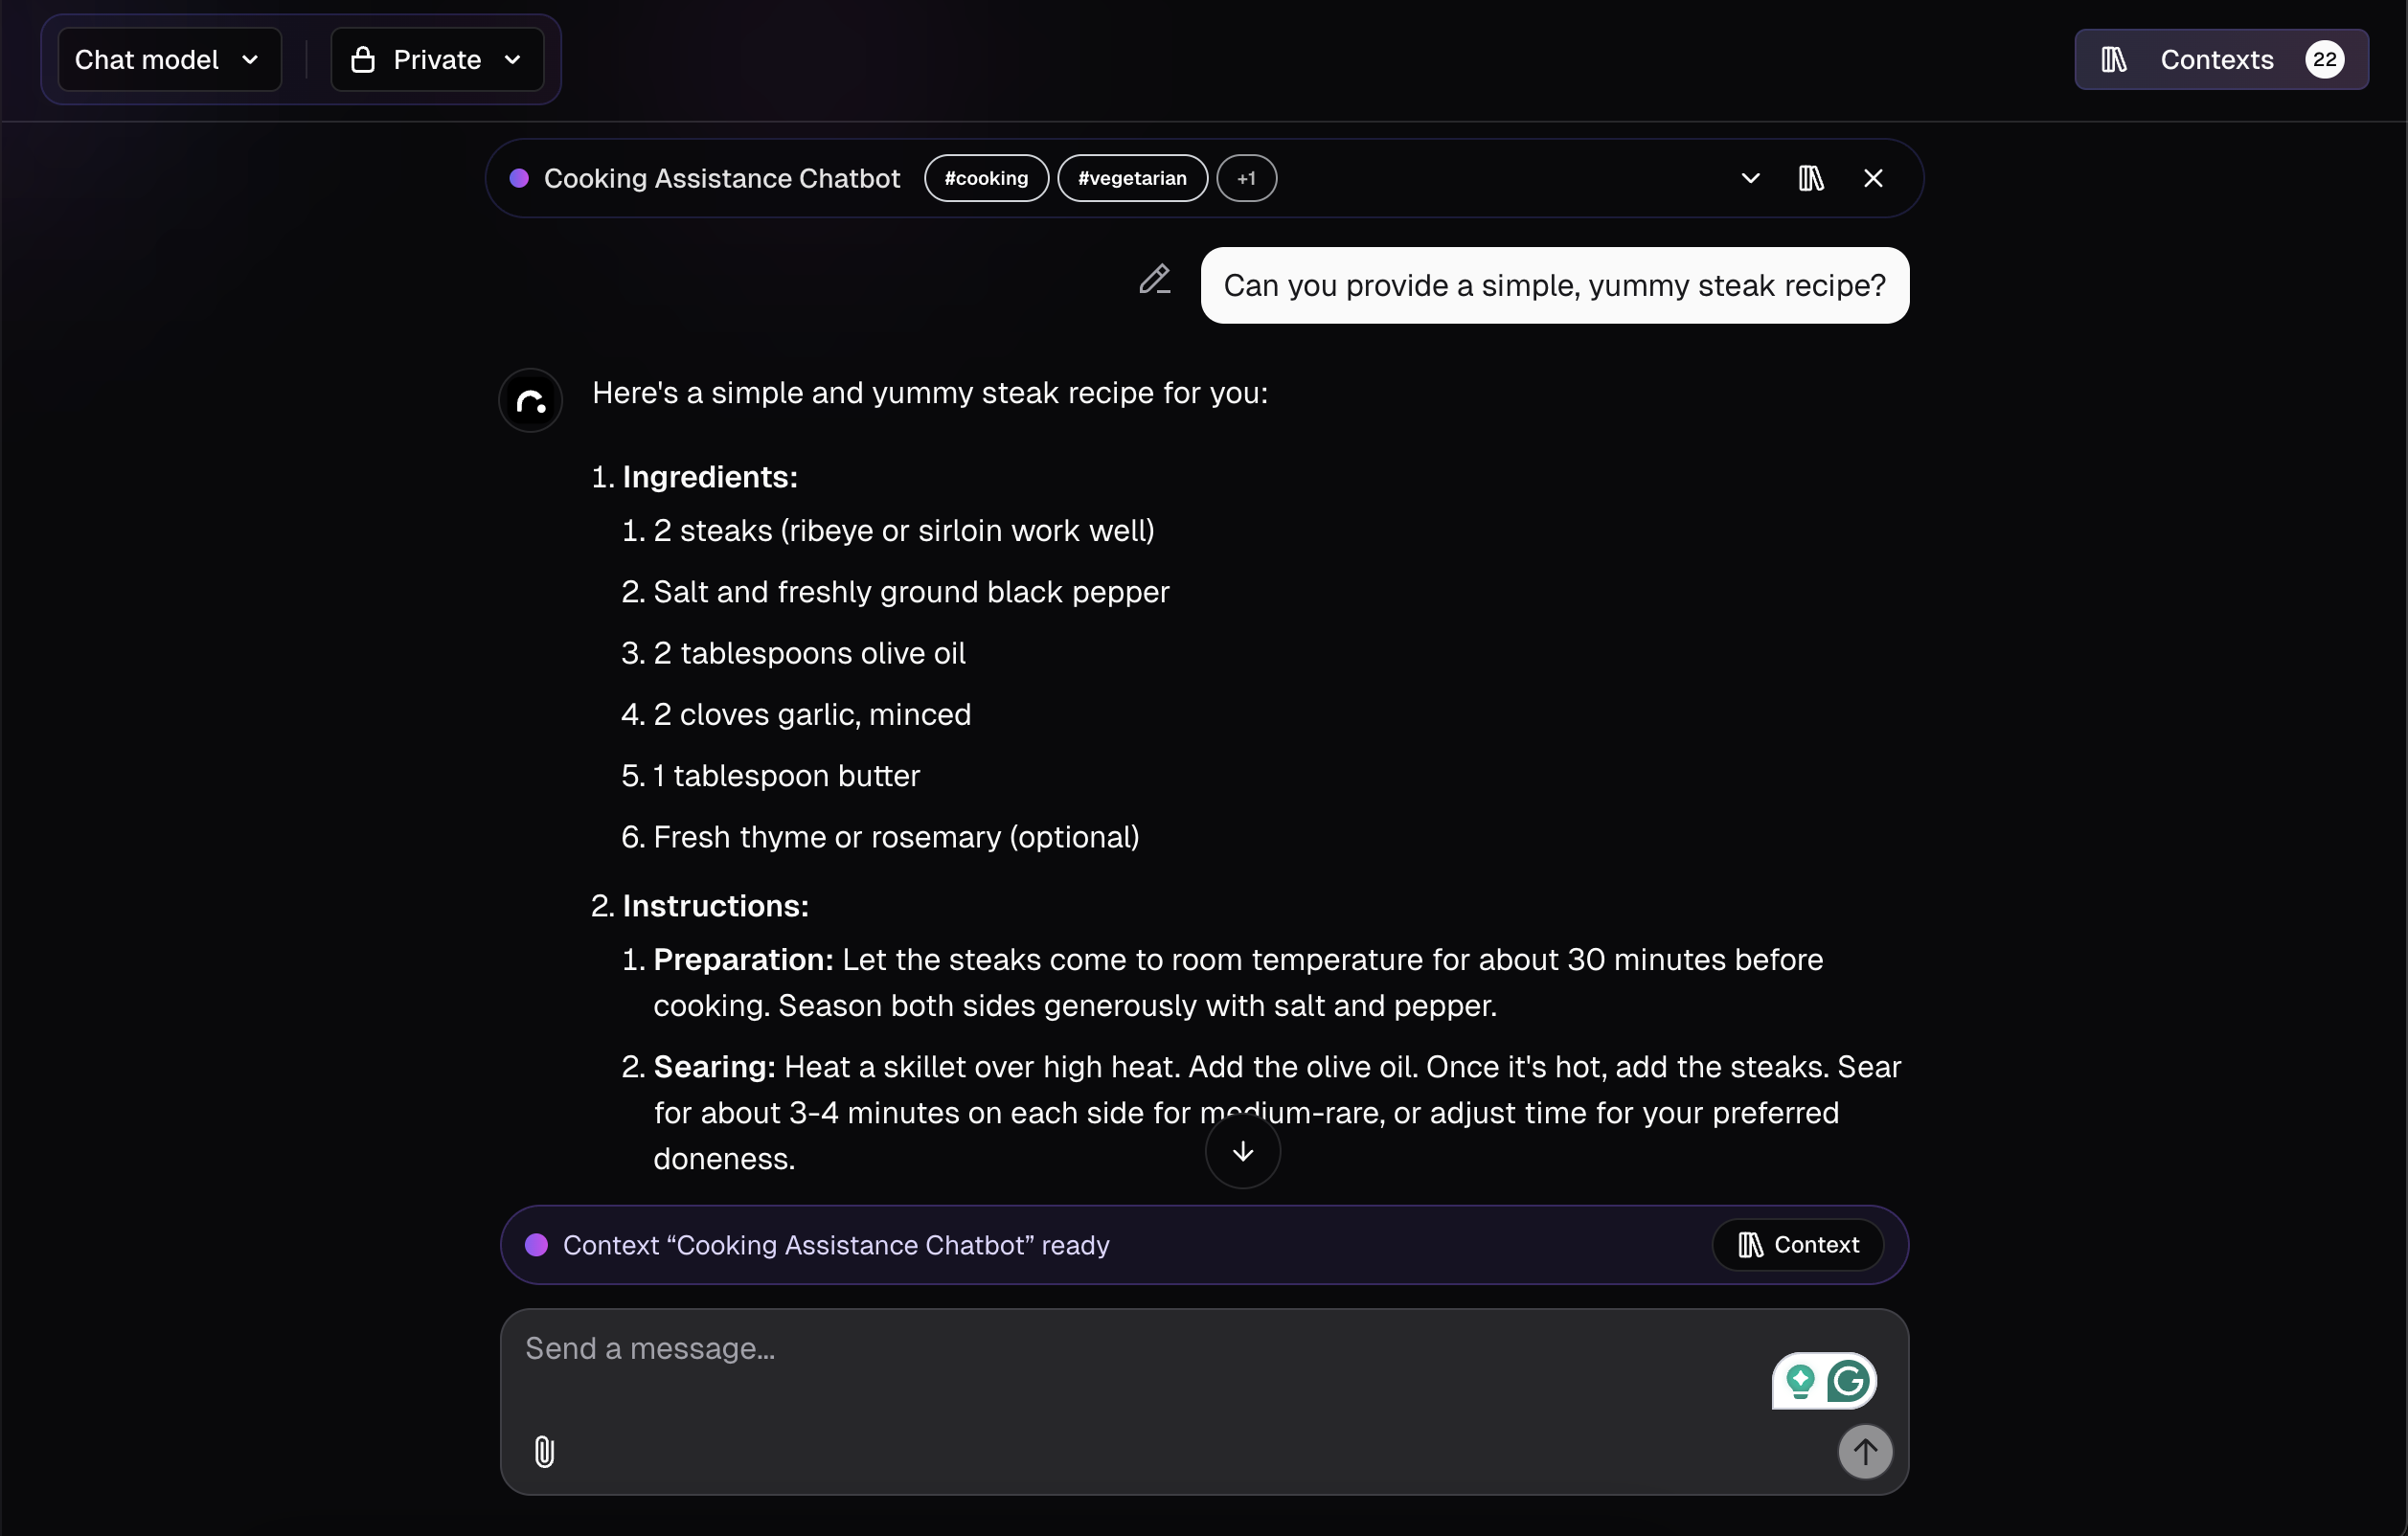 Chat model
Private
Contexts 22
Cooking Assistance Chatbot #cooking #vegetarian +1
Can you provide a simple, yummy steak recipe?
Here's a simple and yummy steak recipe for you:
1. Ingredients:
1. 2 steaks (ribeye or sirloin work well)
2. Salt and freshly ground black pepper
3. 2 tablespoons olive oil
4. 2 cloves garlic, minced
5. 1 tablespoon butter
6. Fresh thyme or rosemary (optional)
2. Instructions:
1. Preparation: Let the steaks come to room temperature for about 30 minutes before
cooking. Season both sides generously with salt and pepper.
2. Searing: Heat a skillet over high heat. Add the olive oil. Once it's hot, add the steaks. Sear
for about 3-4 minutes on each side for medium-rare, or adjust time for your preferred
doneness.
Context “Cooking Assistance Chatbot” ready
Context
Send a message...